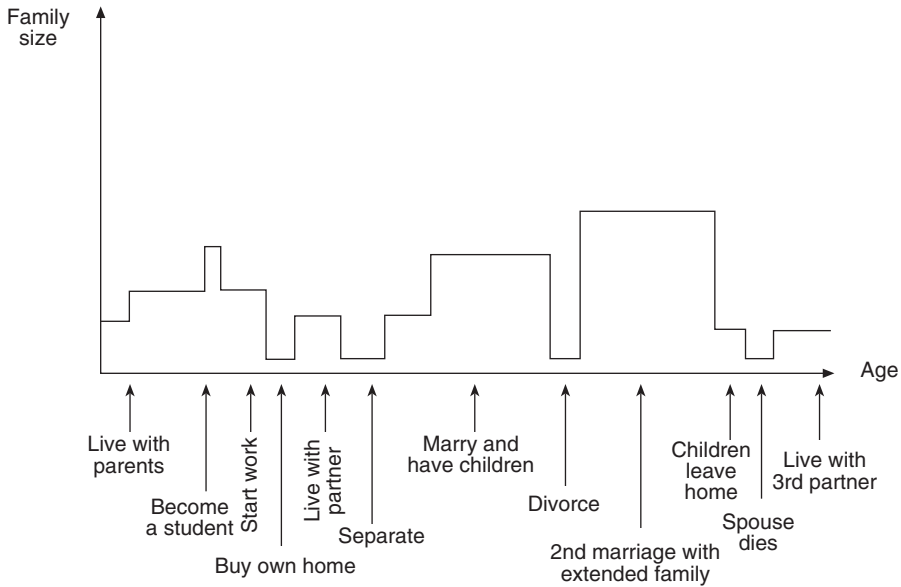 Family
size
Age
Live with
parents
Become
a student
Start work
Buy own home
Live with
partner
Separate
Marry and
have children
Divorce
2nd marriage with
extended family
Children
leave
home
Spouse
dies
Live with
3rd partner